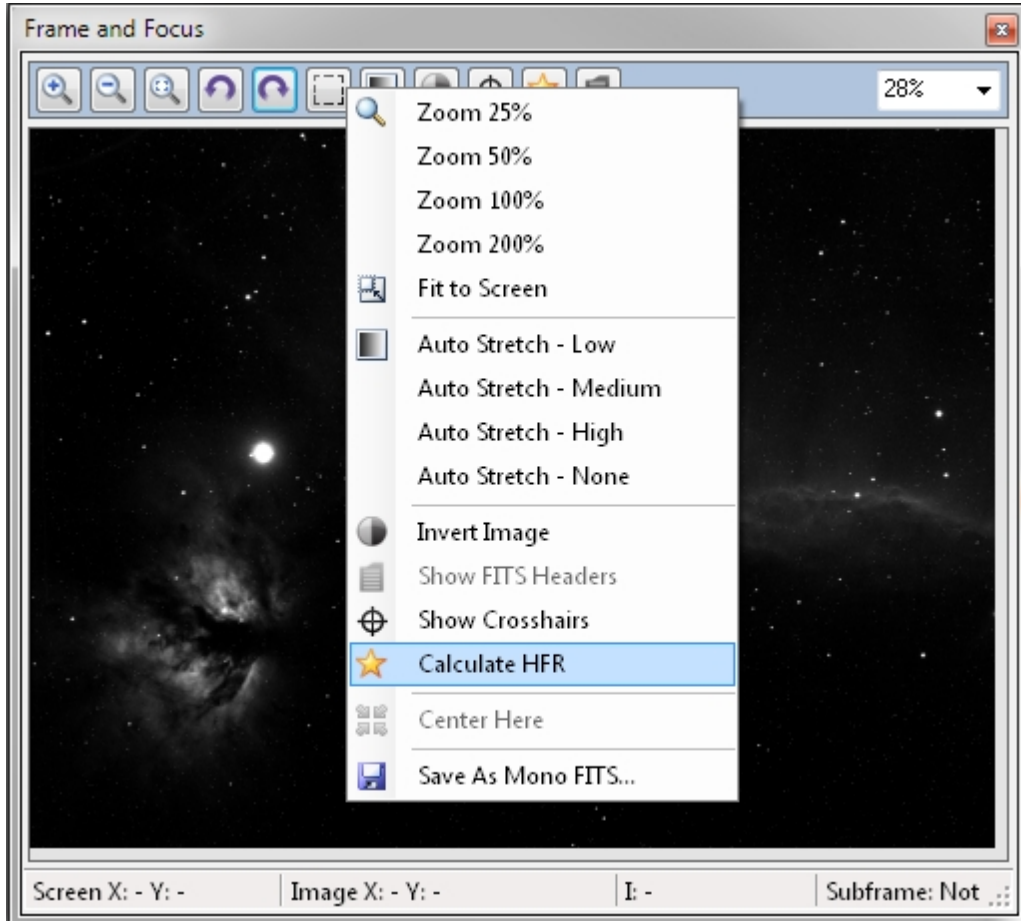 Frame and Focus
28%
Zoom 25%
Zoom 50%
Zoom 100%
Zoom 200%
Fit to Screen
Auto Stretch - Low
Auto Stretch - Medium
Auto Stretch - High
Auto Stretch - None
Invert Image
Show FITS Headers
Show Crosshairs
Calculate HFR
Center Here
Save As Mono FITS...
Screen X: - Y: - Image X: - Y: - I: - Subframe: Not